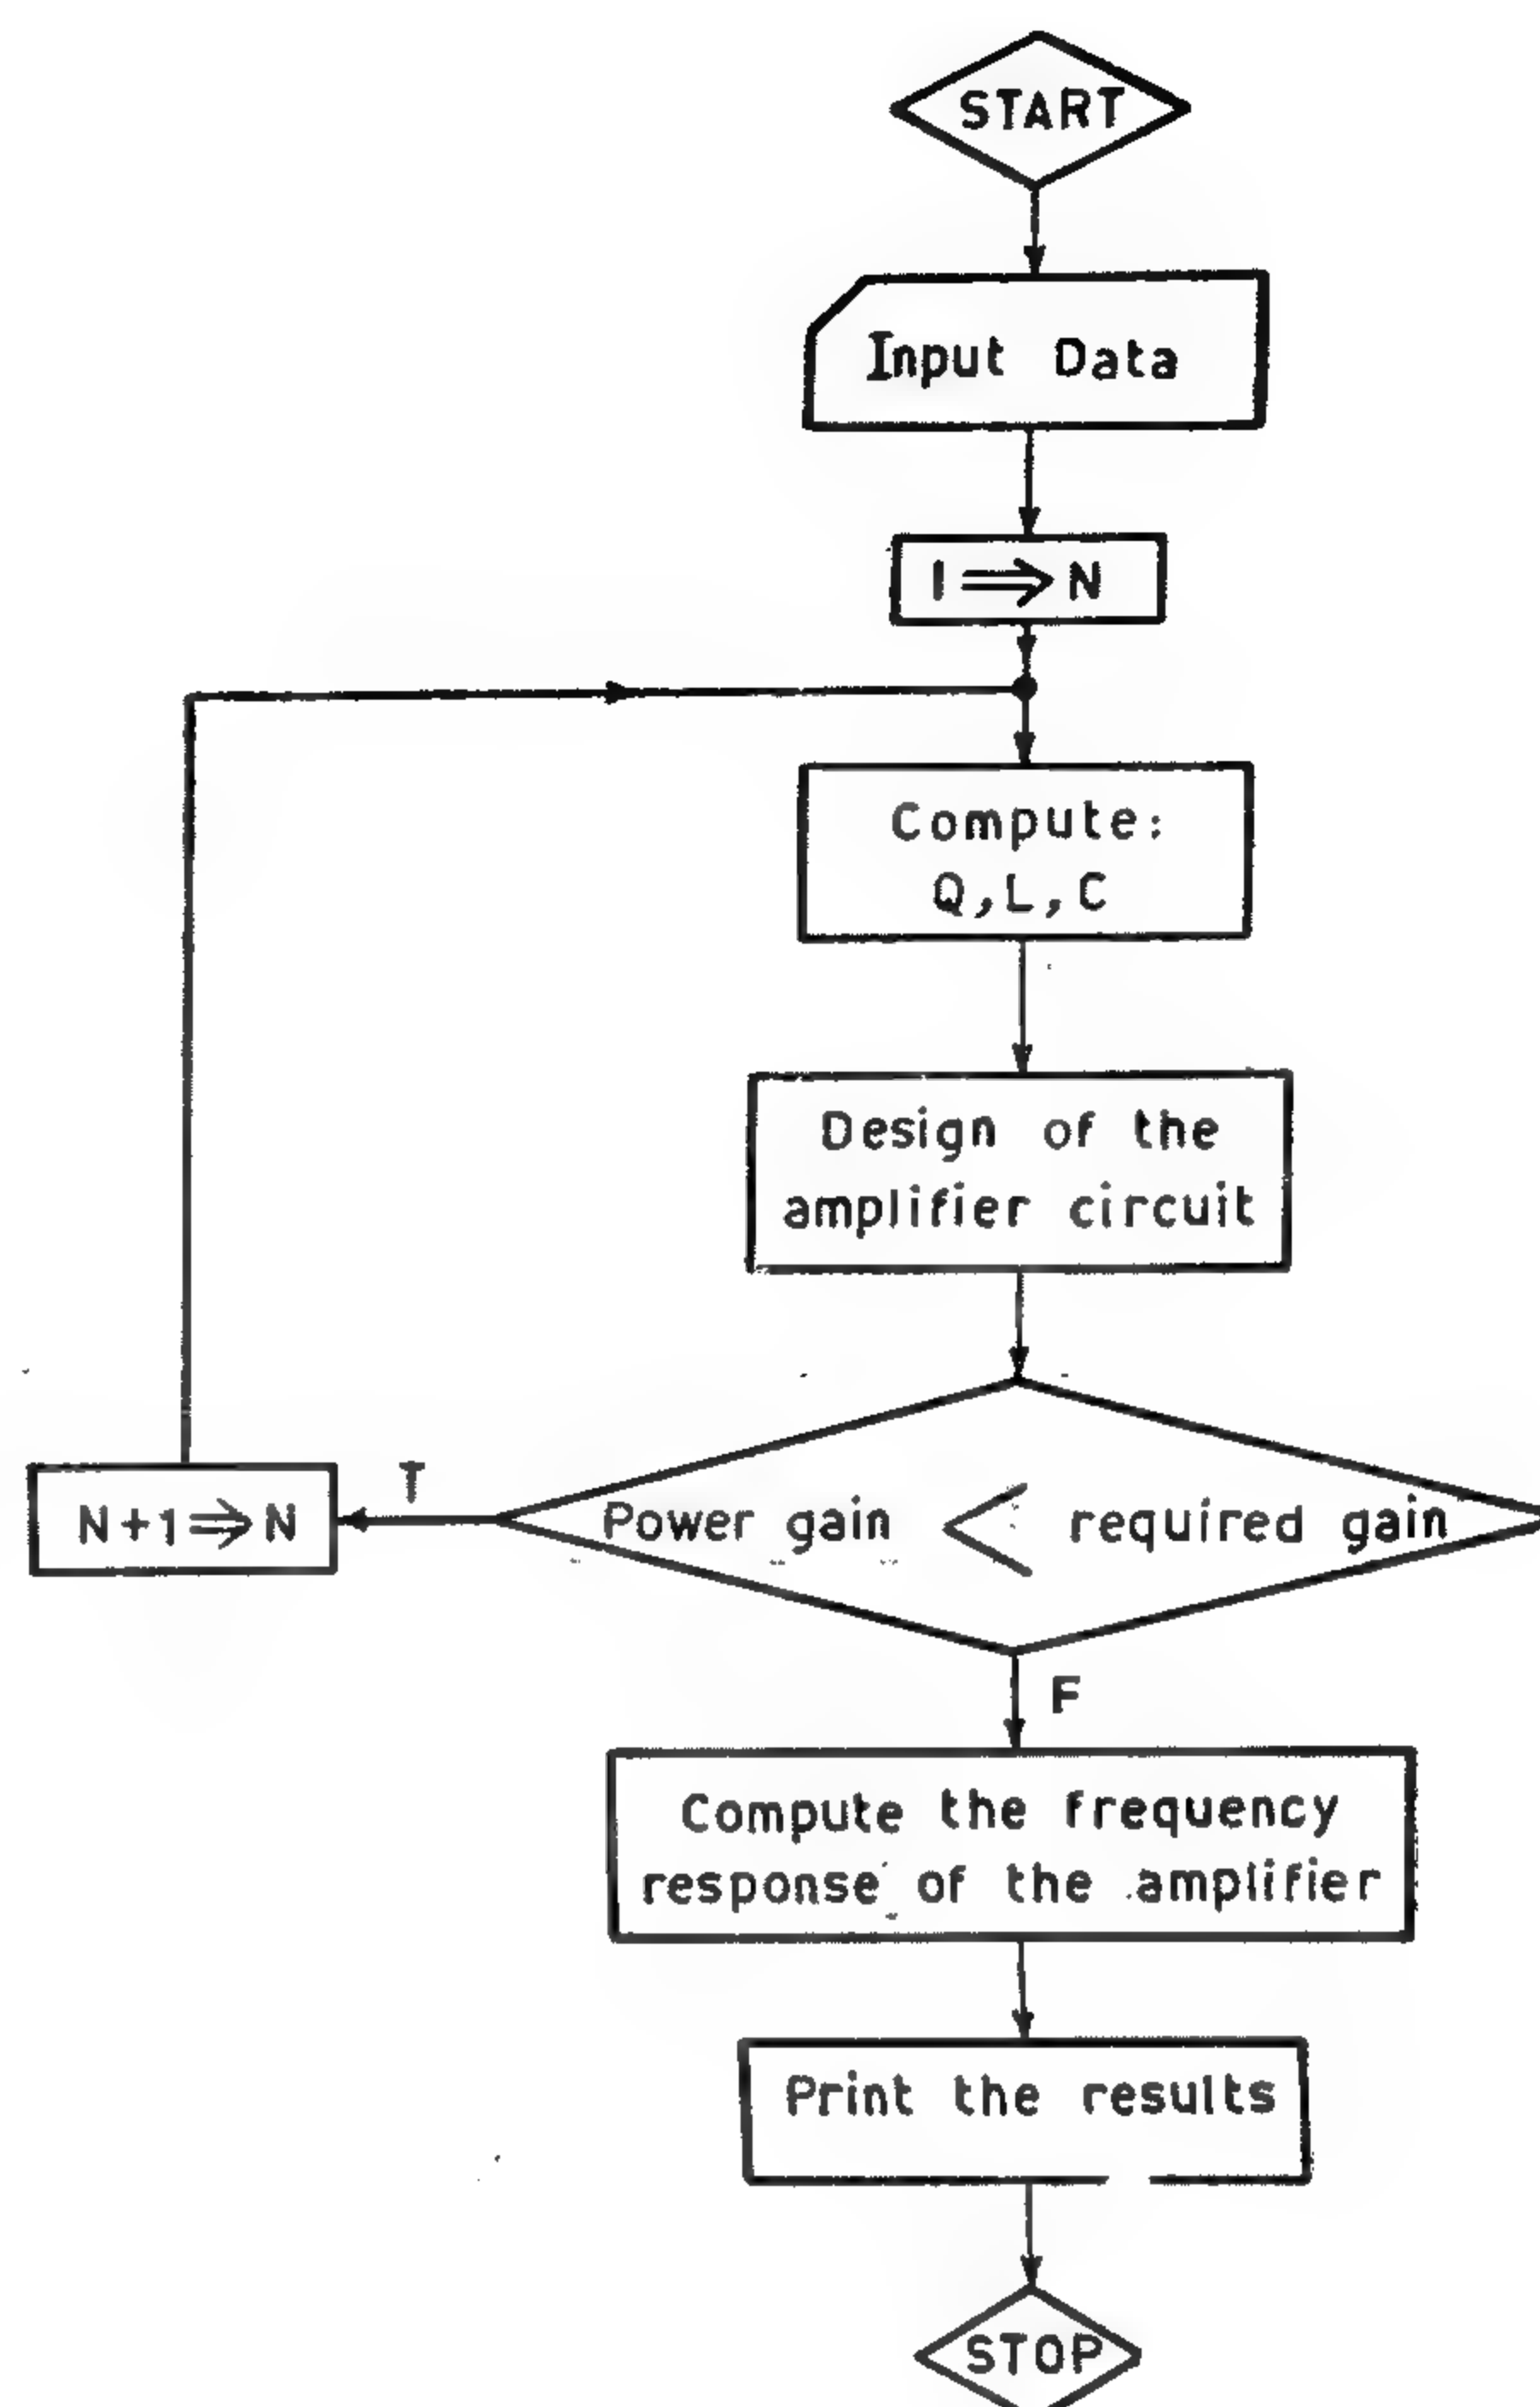 START
Input Data
1 ⇒ N
Compute:
Q, L, C
Design of the
amplifier circuit
T
N+1 ⇒ N
Power gain < required gain
F
Compute the frequency
response of the amplifier
Print the results
STOP